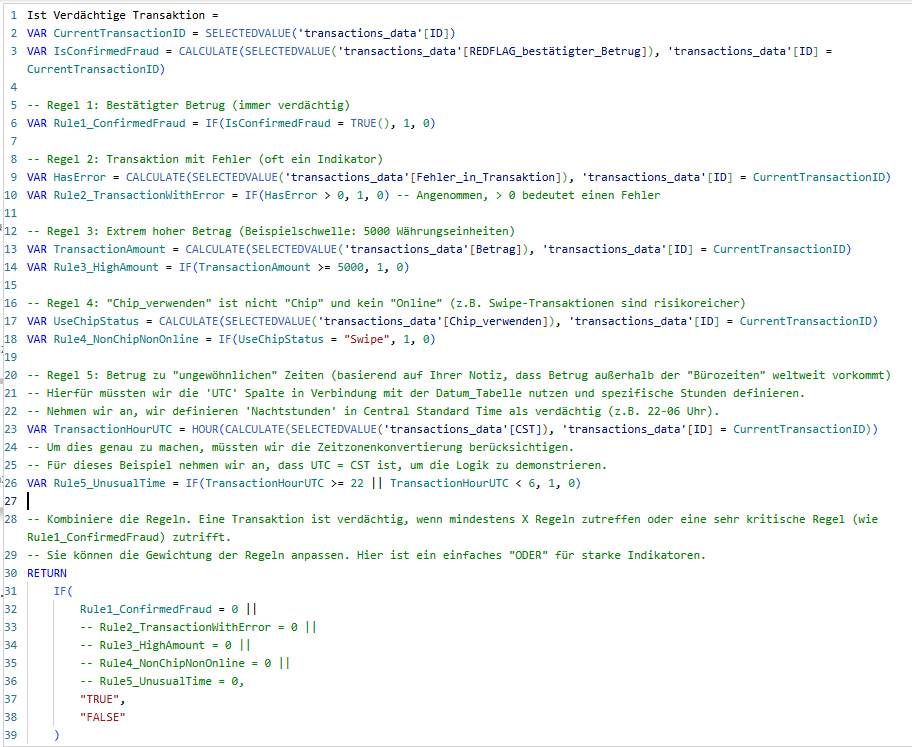 1 Ist Verdächtige Transaktion =
2 VAR CurrentTransactionID = SELECTEDVALUE('transactions_data'[ID])
3 VAR IsConfirmedFraud = CALCULATE(SELECTEDVALUE('transactions_data'[REDFLAG_bestätigter_Betrug]), 'transactions_data'[ID] =
CurrentTransactionID)
4
5 -- Regel 1: Bestätigter Betrug (immer verdächtig)
6 VAR Rule1_ConfirmedFraud = IF(IsConfirmedFraud = TRUE(), 1, 0)
7
8 -- Regel 2: Transaktion mit Fehler (oft ein Indikator)
9 VAR HasError = CALCULATE(SELECTEDVALUE('transactions_data'[Fehler_in_Transaktion]), 'transactions_data'[ID] = CurrentTransactionID)
10 VAR Rule2_TransactionWithError = IF(HasError > 0, 1, 0) -- Angenommen, > 0 bedeutet einen Fehler
11
12 -- Regel 3: Extrem hoher Betrag (Beispielschwelle: 5000 Währungseinheiten)
13 VAR TransactionAmount = CALCULATE(SELECTEDVALUE('transactions_data'[Betrag]), 'transactions_data'[ID] = CurrentTransactionID)
14 VAR Rule3_HighAmount = IF(TransactionAmount >= 5000, 1, 0)
15
16 -- Regel 4: "Chip_verwenden" ist nicht "Chip" und kein "Online" (z.B. Swipe-Transaktionen sind risikoreicher)
17 VAR UseChipStatus = CALCULATE(SELECTEDVALUE('transactions_data'[Chip_verwenden]), 'transactions_data'[ID] = CurrentTransactionID)
18 VAR Rule4_NonChipNonOnline = IF(UseChipStatus = "Swipe", 1, 0)
19
20 -- Regel 5: Betrug zu "ungewöhnlichen" Zeiten (basierend auf Ihrer Notiz, dass Betrug außerhalb der "Bürozeiten" weltweit vorkommt)
21 -- Hierfür müssten wir die 'UTC' Spalte in Verbindung mit der Datum_Tabelle nutzen und spezifische Stunden definieren.
22 -- Nehmen wir an, wir definieren 'Nachtstunden' in Central Standard Time als verdächtig (z.B. 22-06 Uhr).
23 VAR TransactionHourUTC = HOUR(CALCULATE(SELECTEDVALUE('transactions_data'[CST]), 'transactions_data'[ID] = CurrentTransactionID))
24 -- Um dies genau zu machen, müssten wir die Zeitzonenkonvertierung berücksichtigen.
25 -- Für dieses Beispiel nehmen wir an, dass UTC = CST ist, um die Logik zu demonstrieren.
26 VAR Rule5_UnusualTime = IF(TransactionHourUTC >= 22 || TransactionHourUTC < 6, 1, 0)
27
28 -- Kombiniere die Regeln. Eine Transaktion ist verdächtig, wenn mindestens X Regeln zutreffen oder eine sehr kritische Regel (wie
Rule1_ConfirmedFraud) zutrifft.
29 -- Sie können die Gewichtung der Regeln anpassen. Hier ist ein einfaches "ODER" für starke Indikatoren.
30 RETURN
31 IF(
32 Rule1_ConfirmedFraud = 0 ||
33 -- Rule2_TransactionWithError = 0 ||
34 -- Rule3_HighAmount = 0 ||
35 -- Rule4_NonChipNonOnline = 0 ||
36 -- Rule5_UnusualTime = 0,
37 "TRUE",
38 "FALSE"
39 )